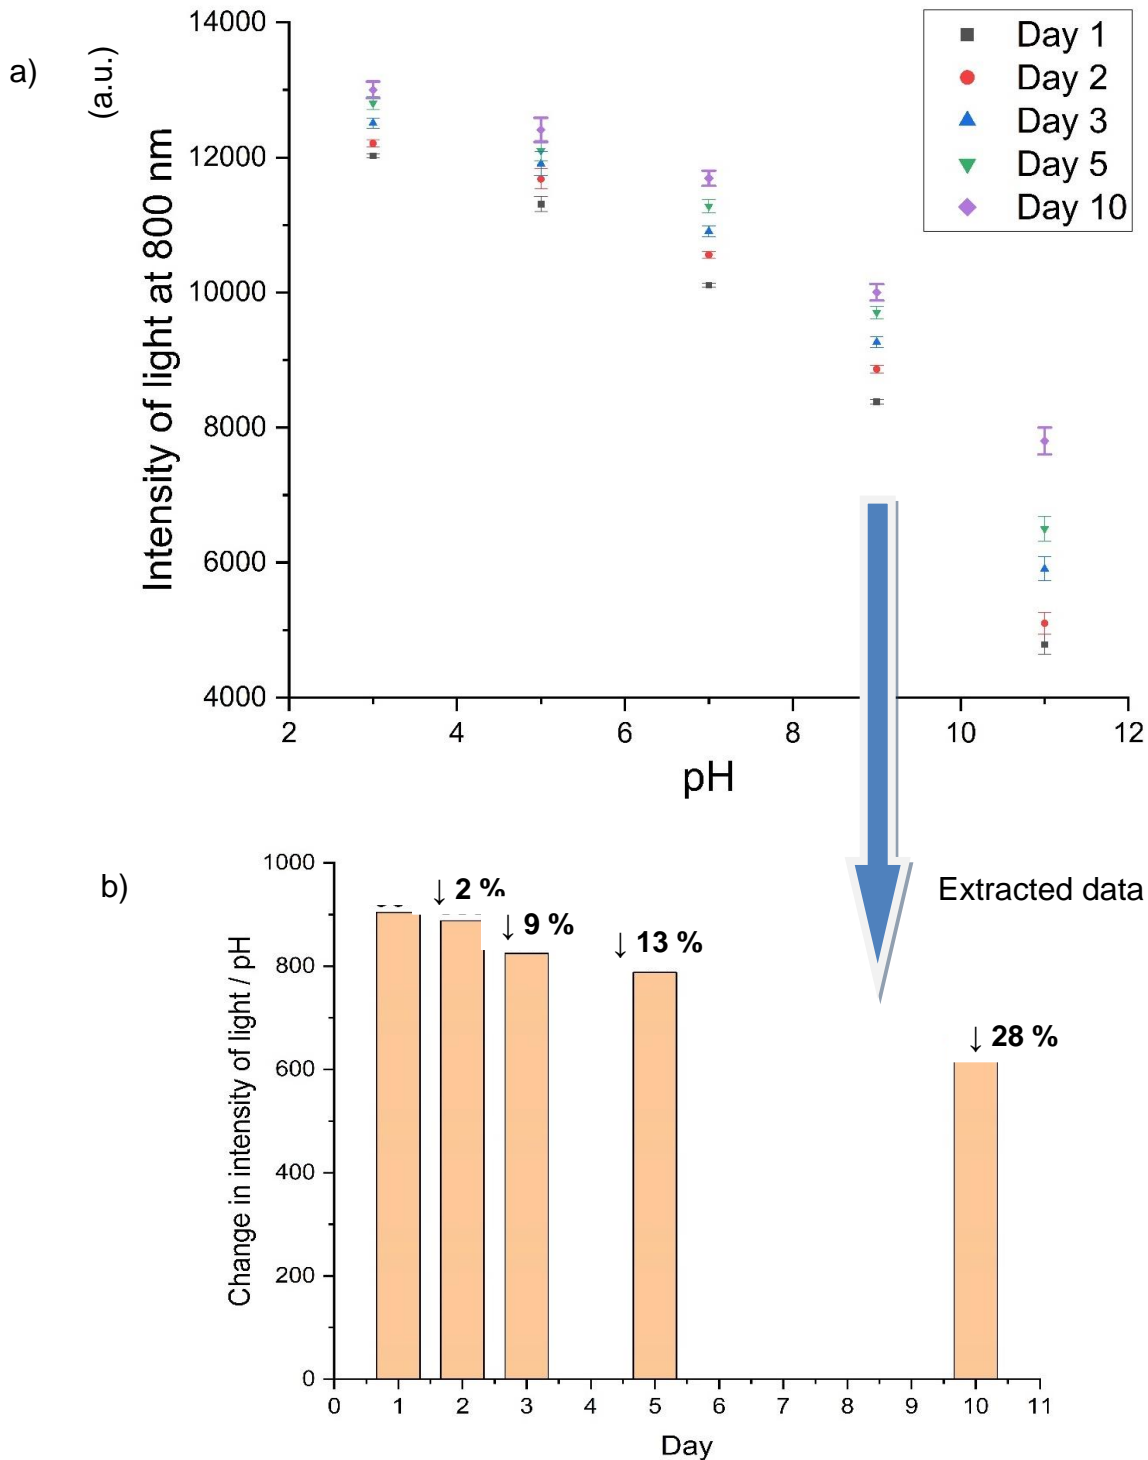 a)
14000
12000
10000
8000
6000
4000
Intensity of light at 800 nm
(a.u.)
2
4
6
8
10
12
pH
Day 1
Day 2
Day 3
Day 5
Day 10
b)
Extracted data
1000
800
600
400
200
0
Change in intensity of light / pH
↓ 2 %
↓ 9 %
↓ 13 %
↓ 28 %
0
1
2
3
4
5
6
7
8
9
10
11
Day